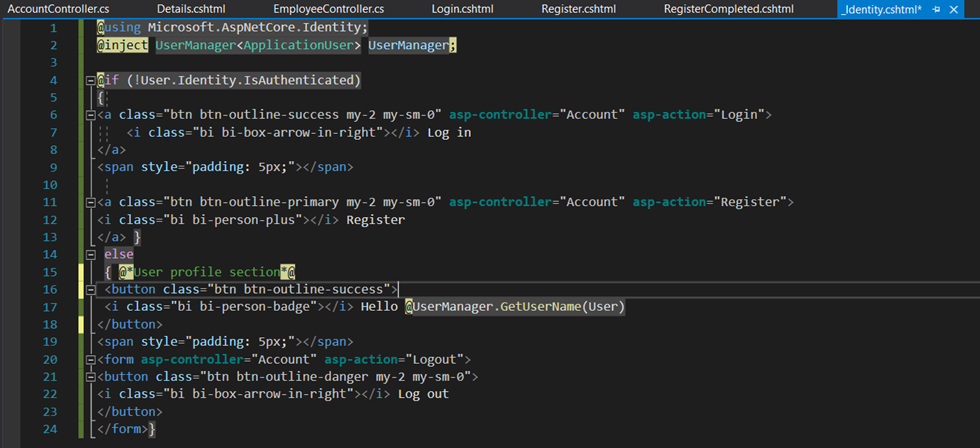 AccountController.cs Details.cshtml EmployeeController.cs Login.cshtml Register.cshtml RegisterCompleted.cshtml _Identity.cshtml*
1 @using Microsoft.AspNetCore.Identity;
2 @inject UserManager<ApplicationUser> UserManager;
3
4 @if (!User.Identity.IsAuthenticated)
5 {
6 <a class="btn btn-outline-success my-2 my-sm-0" asp-controller="Account" asp-action="Login">
7 <i class="bi bi-box-arrow-in-right"></i> Log in
8 </a>
9 <span style="padding: 5px;"></span>
10
11 <a class="btn btn-outline-primary my-2 my-sm-0" asp-controller="Account" asp-action="Register">
12 <i class="bi bi-person-plus"></i> Register
13 </a> }
14 else
15 { @*User profile section*@
16 <button class="btn btn-outline-success">
17 <i class="bi bi-person-badge"></i> Hello @UserManager.GetUserName(User)
18 </button>
19 <span style="padding: 5px;"></span>
20 <form asp-controller="Account" asp-action="Logout">
21 <button class="btn btn-outline-danger my-2 my-sm-0">
22 <i class="bi bi-box-arrow-in-right"></i> Log out
23 </button>
24 </form>}